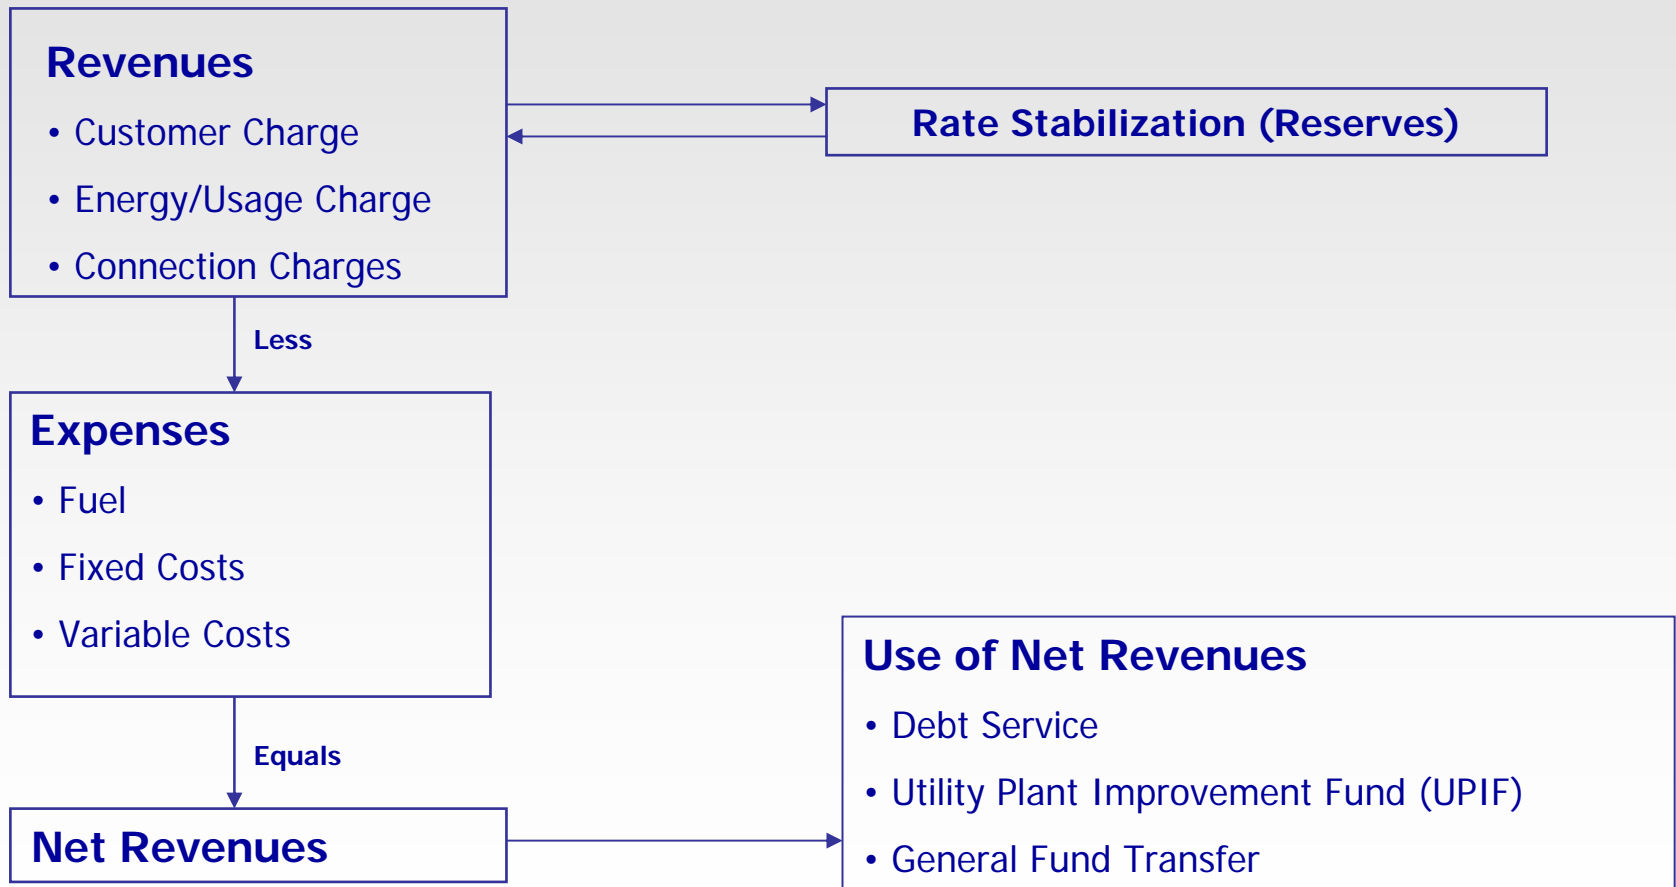 Revenues
• Customer Charge
• Energy/Usage Charge
• Connection Charges
Rate Stabilization (Reserves)
Less
Expenses
• Fuel
• Fixed Costs
• Variable Costs
Equals
Net Revenues
Use of Net Revenues
• Debt Service
• Utility Plant Improvement Fund (UPIF)
• General Fund Transfer